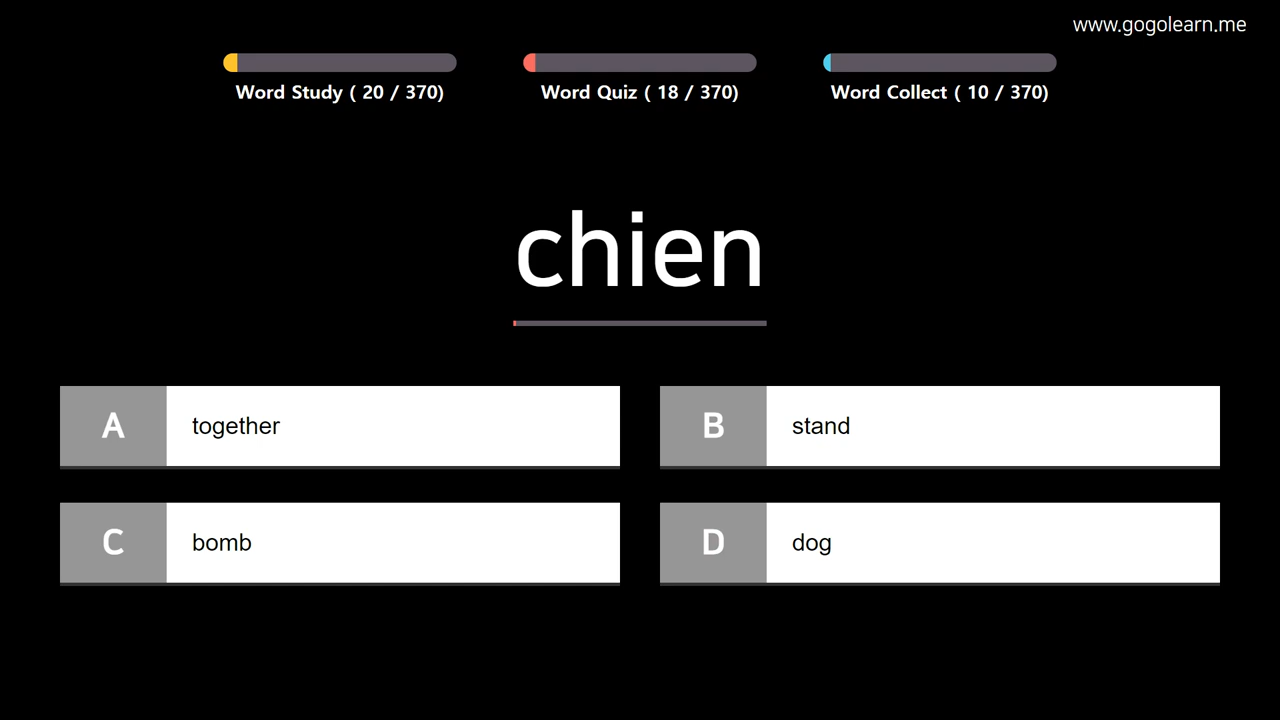 www.gogolearn.me
Word Study ( 20 / 370)
Word Quiz ( 18 / 370)
Word Collect ( 10 / 370)
chien
A together
B stand
C bomb
D dog